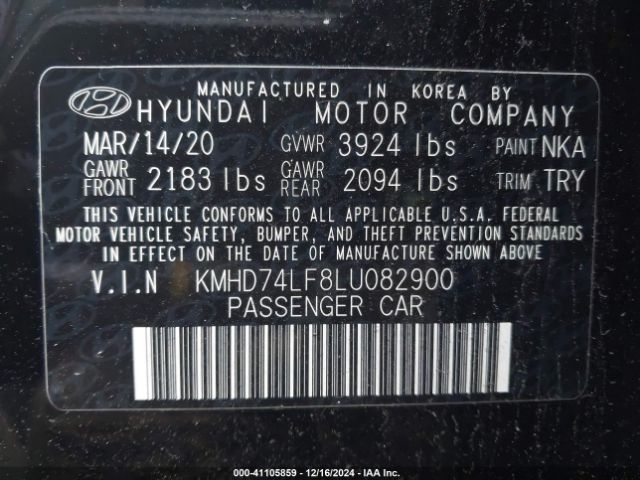 MANUFACTURED IN KOREA BY
HYUNDAI MOTOR COMPANY
MAR/14/20 GVWR 3924 lbs PAINT NKA
GAWR FRONT 2183 lbs GAWR REAR 2094 lbs TRIM TRY
THIS VEHICLE CONFORMS TO ALL APPLICABLE U.S.A. FEDERAL
MOTOR VEHICLE SAFETY, BUMPER, AND THEFT PREVENTION STANDARDS
IN EFFECT ON THE DATE OF MANUFACTURE SHOWN ABOVE
V.I.N KMHD74LF8LU082900
PASSENGER CAR
000-41105859 - 12/16/2024 - IAA Inc.